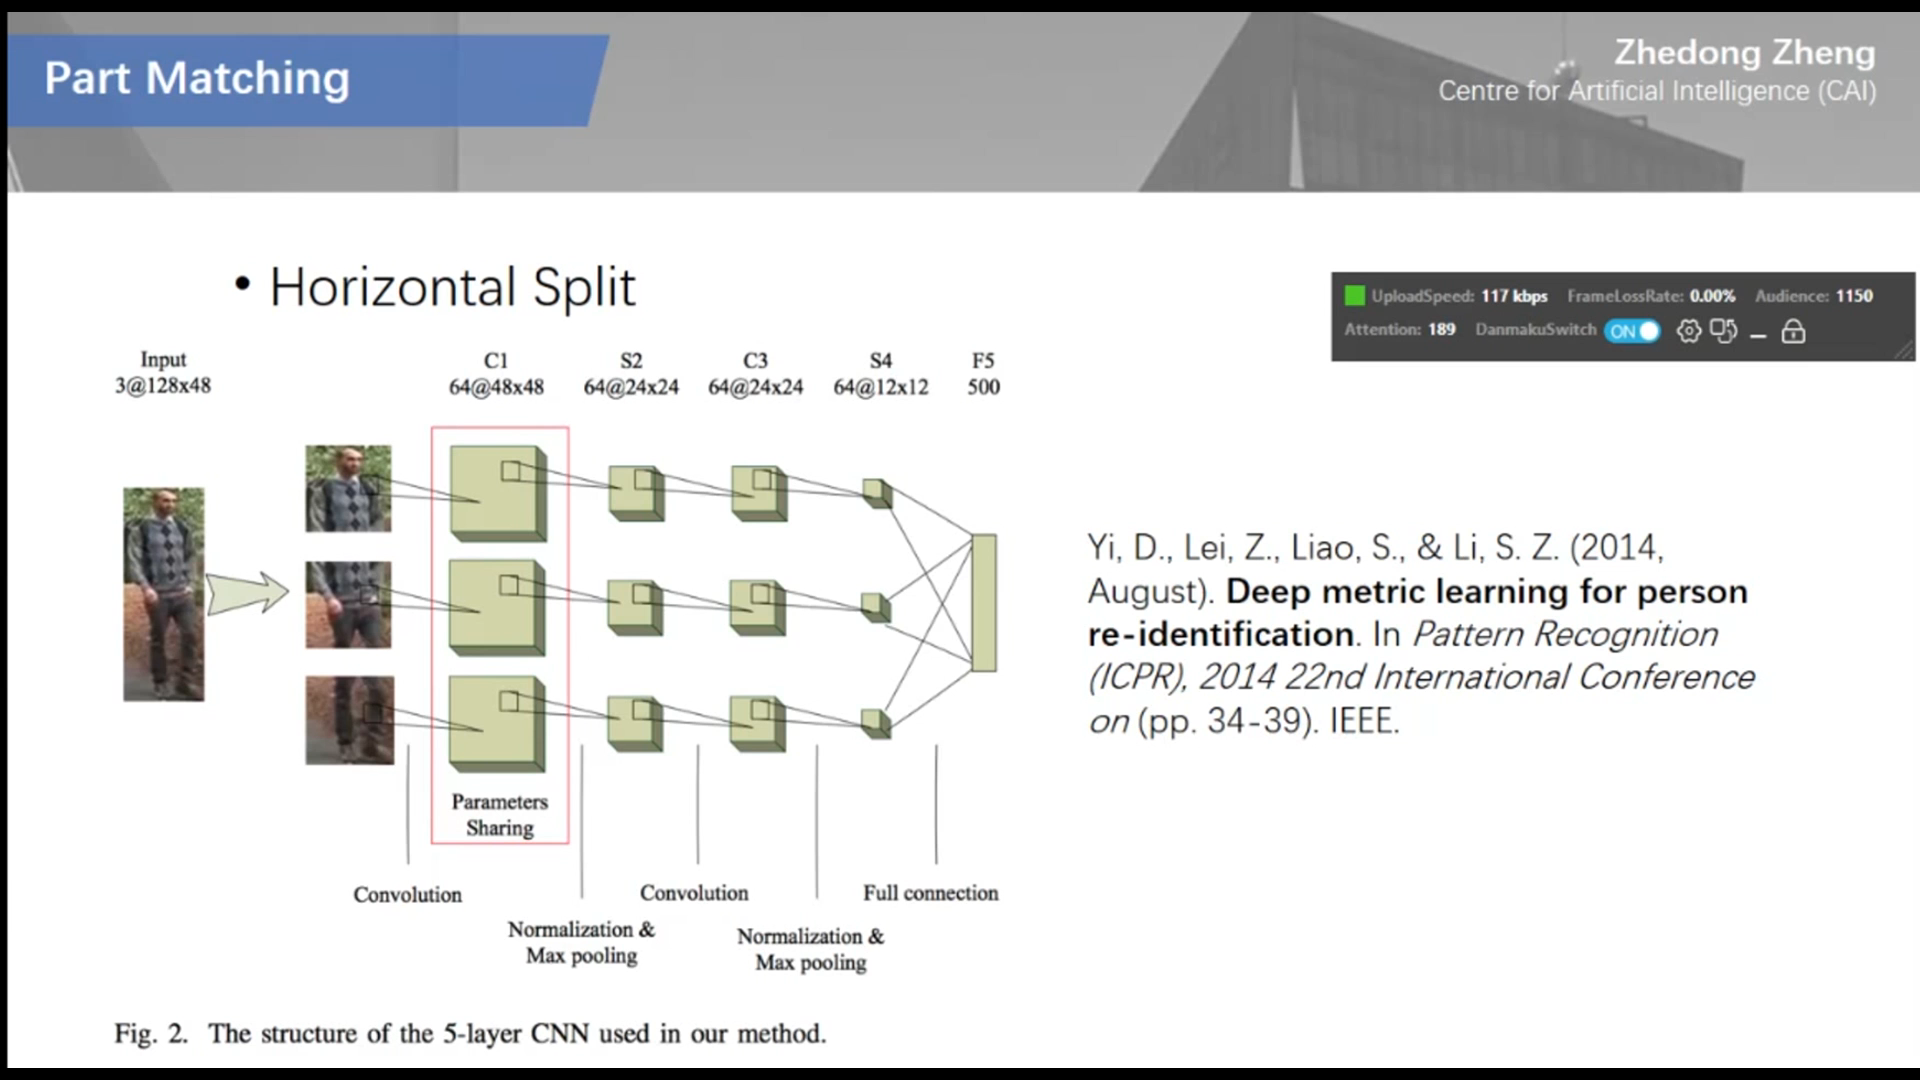 Part Matching
Zhedong Zheng
Centre for Artificial Intelligence (CAI)
• Horizontal Split
UploadSpeed: 117 kbps FrameLossRate: 0.00% Audience: 1150
Attention: 189 DanmakuSwitch ON
Input C1 S2 C3 S4 F5
3@128x48 64@48x48 64@24x24 64@24x24 64@12x12 500
Yi, D., Lei, Z., Liao, S., & Li, S. Z. (2014,
August). Deep metric learning for person
re-identification. In Pattern Recognition
(ICPR), 2014 22nd International Conference
on (pp. 34-39). IEEE.
Parameters
Sharing
Convolution Convolution Full connection
Normalization & Normalization &
Max pooling Max pooling
Fig. 2. The structure of the 5-layer CNN used in our method.